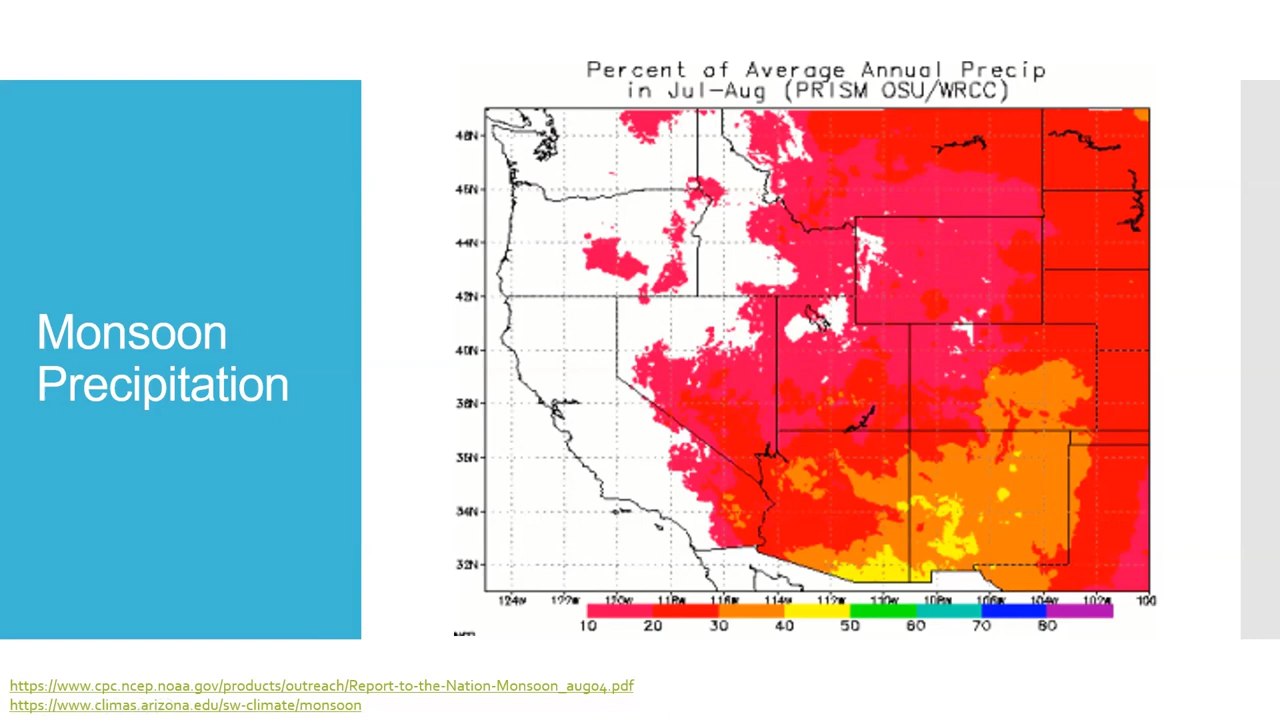 Percent of Average Annual Precip
in Jul-Aug (PRISM OSU/WRCC)
Monsoon
Precipitation
46N
45N
44N
42N
40N
38N
35N
34N
32N
124W 122W 120W 118W 114W 112W 110W 108W 106W 104W 102W 100
10 20 30 40 50 60 70 80
https://www.cpc.ncep.noaa.gov/products/outreach/Report-to-the-Nation-Monsoon_aug04.pdf
https://www.climas.arizona.edu/sw-climate/monsoon